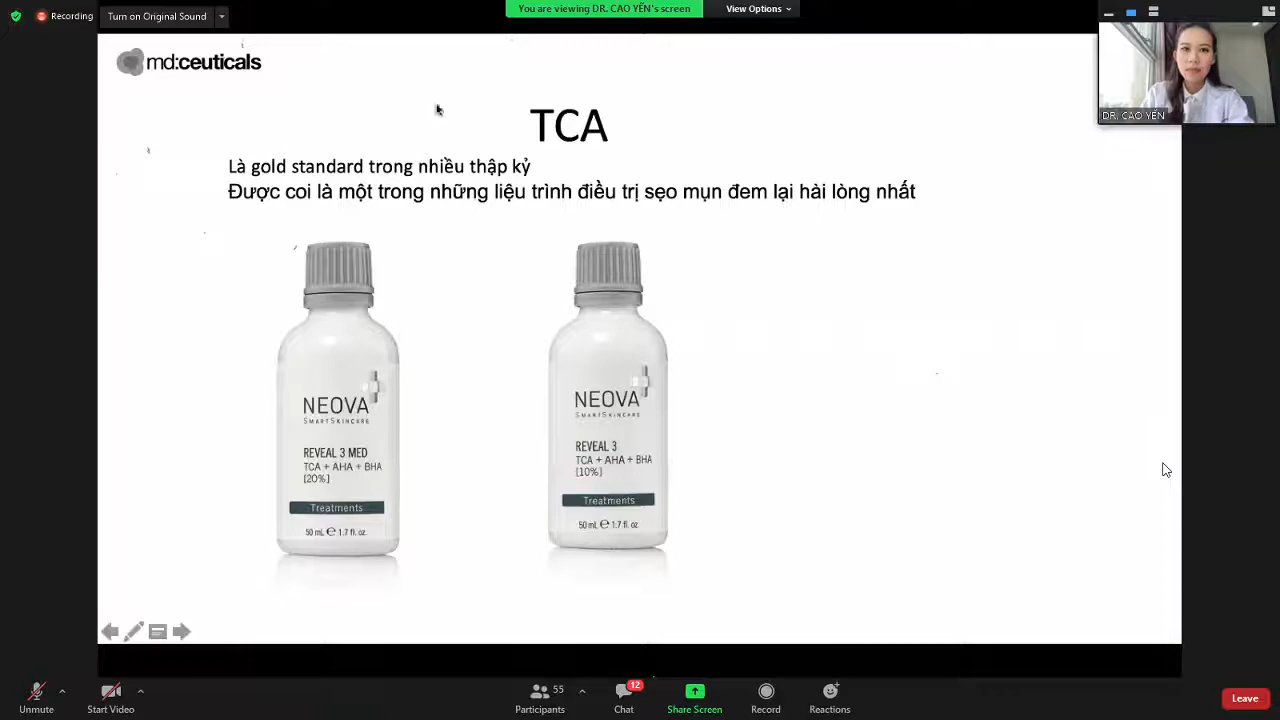 Recording
Turn on Original Sound
You are viewing DR. CAO YẾN's screen
View Options
md:ceuticals
DR. CAO YẾN
TCA
Là gold standard trong nhiều thập kỷ
Được coi là một trong những liệu trình điều trị sẹo mụn đem lại hài lòng nhất
NEOVA
SMARTSKINCARE
REVEAL 3 MED
TCA + AHA + BHA
[20%]
Treatments
50 mL ℮ 1.7 fl. oz.
NEOVA
SMARTSKINCARE
REVEAL 3
TCA + AHA + BHA
[10%]
Treatments
50 mL ℮ 1.7 fl. oz.
Unmute
Start Video
55
Participants
12
Chat
Share Screen
Record
Reactions
Leave